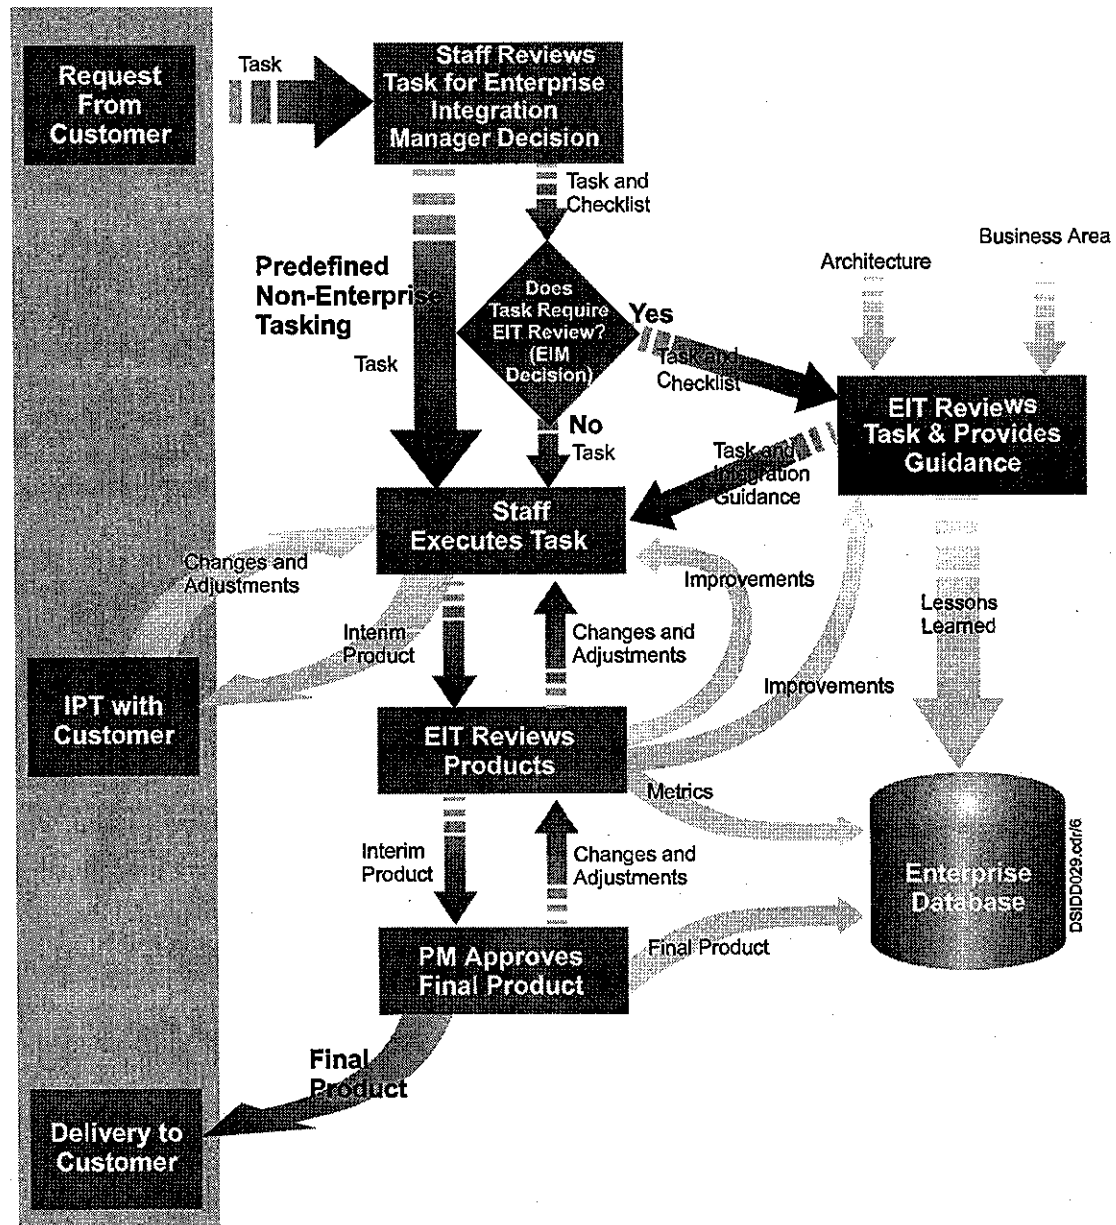 Request
From
Customer
Task
Staff Reviews
Task for Enterprise
Integration
Manager Decision
Task and
Checklist
Predefined
Non-Enterprise
Tasking
Task
Does
Task Require
EIT Review?
(EIM
Decision)
Yes
Task and
Checklist
Architecture
Business Area
No
Task
EIT Reviews
Task & Provides
Guidance
Task and
Integration
Guidance
Staff
Executes Task
Changes and
Adjustments
Improvements
Lessons
Learned
Interim
Product
Changes and
Adjustments
Improvements
IPT with
Customer
EIT Reviews
Products
Metrics
Interim
Product
Changes and
Adjustments
Enterprise
Database
DSIDD029.cdr/6
PM Approves
Final Product
Final Product
Final
Product
Delivery to
Customer